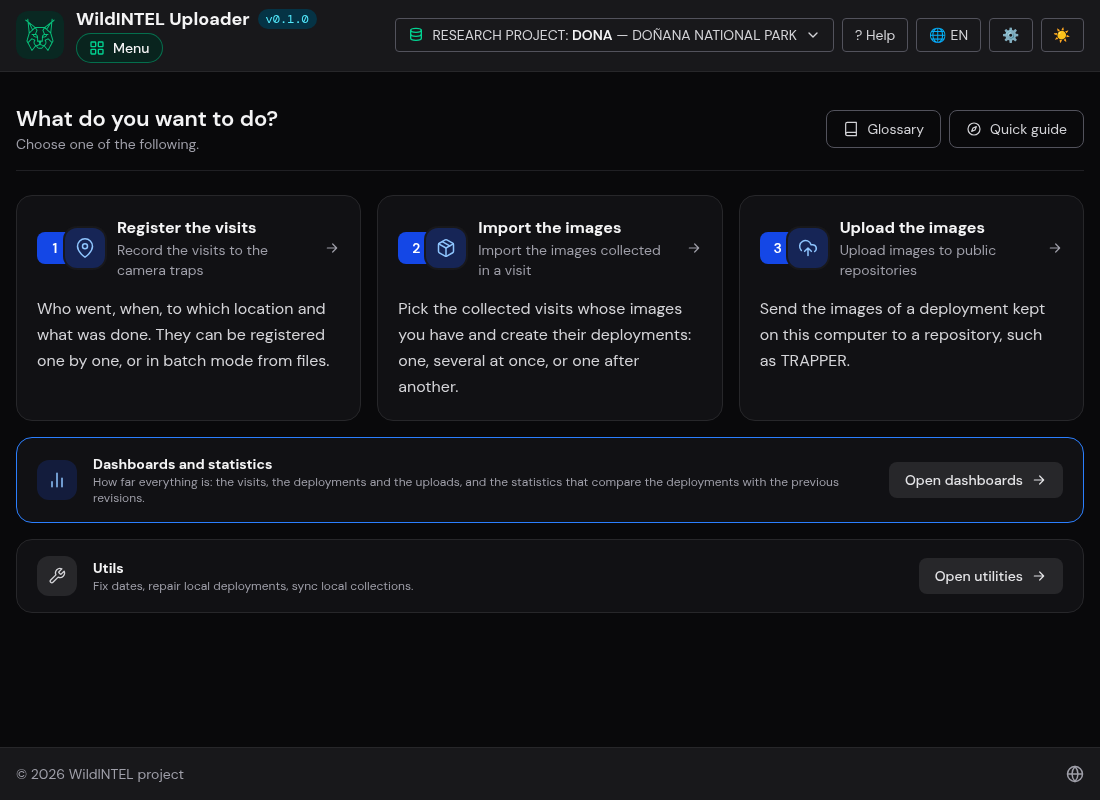 WildINTEL Uploader v0.1.0
Menu
RESEARCH PROJECT: DONA — DOÑANA NATIONAL PARK
? Help
EN
What do you want to do?
Choose one of the following.
Glossary
Quick guide
1
Register the visits
Record the visits to the
camera traps
Who went, when, to which location and
what was done. They can be registered
one by one, or in batch mode from files.
2
Import the images
Import the images collected
in a visit
Pick the collected visits whose images
you have and create their deployments:
one, several at once, or one after
another.
3
Upload the images
Upload images to public
repositories
Send the images of a deployment kept
on this computer to a repository, such
as TRAPPER.
Dashboards and statistics
How far everything is: the visits, the deployments and the uploads, and the statistics that compare the deployments with the previous
revisions.
Open dashboards
Utils
Fix dates, repair local deployments, sync local collections.
Open utilities
© 2026 WildINTEL project